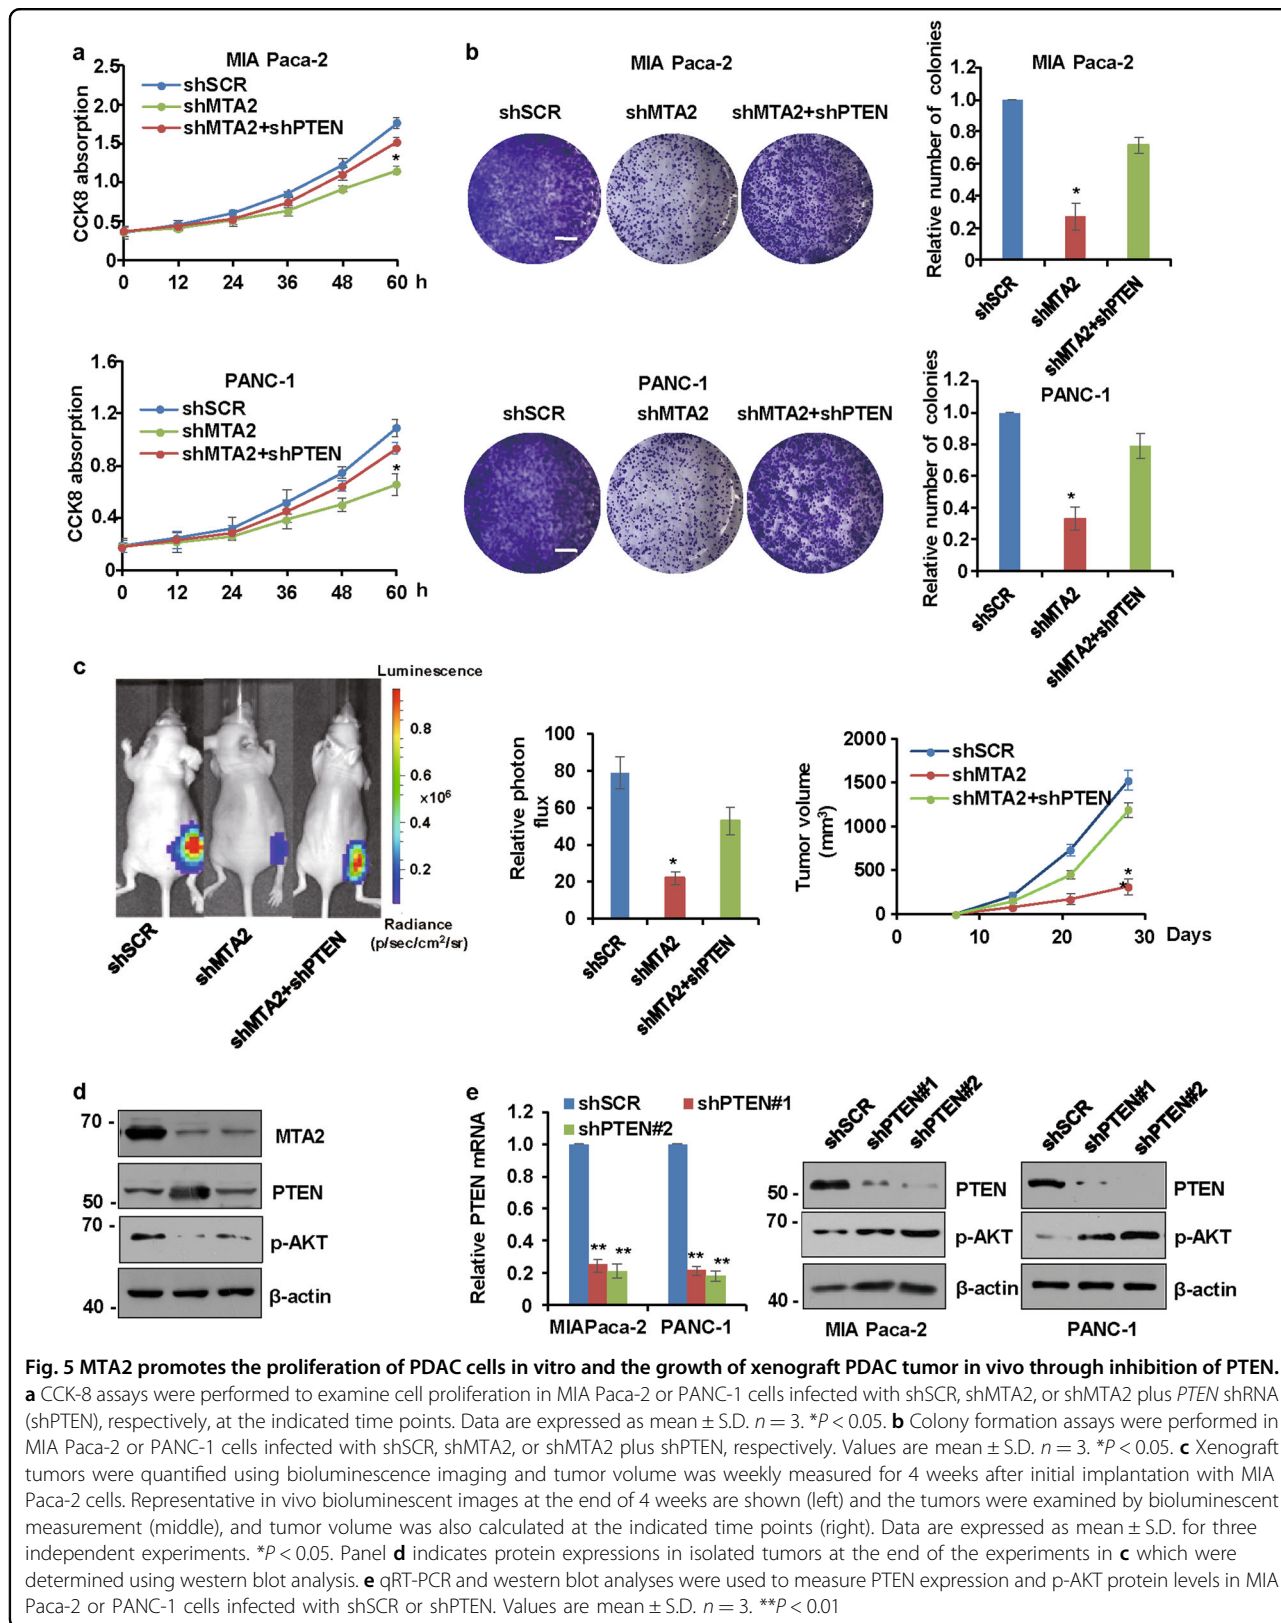 a
MIA Paca-2
2.5
2.0
1.5
1.0
0.5
0
CCK8 absorption
shSCR
shMTA2
shMTA2+shPTEN
*
0 12 24 36 48 60 h
PANC-1
1.6
1.2
0.8
0.4
0
CCK8 absorption
shSCR
shMTA2
shMTA2+shPTEN
*
0 12 24 36 48 60 h
b
MIA Paca-2
shSCR shMTA2 shMTA2+shPTEN
PANC-1
shSCR shMTA2 shMTA2+shPTEN
MIA Paca-2
Relative number of colonies
1.2
1.0
0.8
0.6
0.4
0.2
0
*
shSCR
shMTA2
shMTA2+shPTEN
PANC-1
Relative number of colonies
1.2
1.0
0.8
0.6
0.4
0.2
0
*
shSCR
shMTA2
shMTA2+shPTEN
c
Luminescence
0.8
0.6
×10⁶
0.4
0.2
Radiance
(p/sec/cm²/sr)
shSCR
shMTA2
shMTA2+shPTEN
Relative photon
flux
100
80
60
40
20
0
*
shSCR
shMTA2
shMTA2+shPTEN
Tumor volume
(mm³)
2000
1500
1000
500
0
shSCR
shMTA2
shMTA2+shPTEN
*
*
0 10 20 30 Days
d
70 -
MTA2
50 -
PTEN
70 -
p-AKT
40 -
β-actin
e
shSCR shPTEN#1
shPTEN#2
Relative PTEN mRNA
1.2
1.0
0.8
0.6
0.4
0.2
0
** ** ** **
MIAPaca-2 PANC-1
shSCR
shPTEN#1
shPTEN#2
50 -
PTEN
70 -
p-AKT
40 -
β-actin
MIA Paca-2
shSCR
shPTEN#1
shPTEN#2
PTEN
p-AKT
β-actin
PANC-1
Fig. 5 MTA2 promotes the proliferation of PDAC cells in vitro and the growth of xenograft PDAC tumor in vivo through inhibition of PTEN.
a CCK-8 assays were performed to examine cell proliferation in MIA Paca-2 or PANC-1 cells infected with shSCR, shMTA2, or shMTA2 plus PTEN shRNA
(shPTEN), respectively, at the indicated time points. Data are expressed as mean ± S.D. n = 3. *P < 0.05. b Colony formation assays were performed in
MIA Paca-2 or PANC-1 cells infected with shSCR, shMTA2, or shMTA2 plus shPTEN, respectively. Values are mean ± S.D. n = 3. *P < 0.05. c Xenograft
tumors were quantified using bioluminescence imaging and tumor volume was weekly measured for 4 weeks after initial implantation with MIA
Paca-2 cells. Representative in vivo bioluminescent images at the end of 4 weeks are shown (left) and the tumors were examined by bioluminescent
measurement (middle), and tumor volume was also calculated at the indicated time points (right). Data are expressed as mean ± S.D. for three
independent experiments. *P < 0.05. Panel d indicates protein expressions in isolated tumors at the end of the experiments in c which were
determined using western blot analysis. e qRT-PCR and western blot analyses were used to measure PTEN expression and p-AKT protein levels in MIA
Paca-2 or PANC-1 cells infected with shSCR or shPTEN. Values are mean ± S.D. n = 3. **P < 0.01